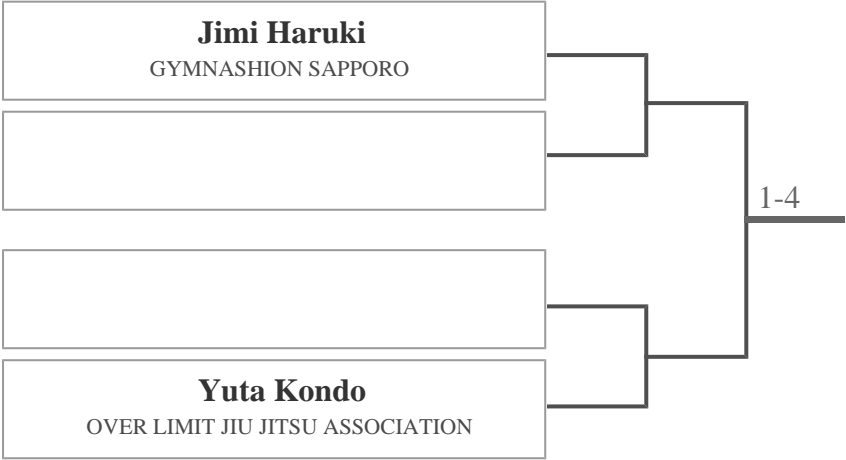 Jimi Haruki
GYMNASHION SAPPORO
1-4
Yuta Kondo
OVER LIMIT JIU JITSU ASSOCIATION